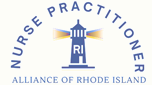 NURSE PRACTITIONER
RI
ALLIANCE OF RHODE ISLAND